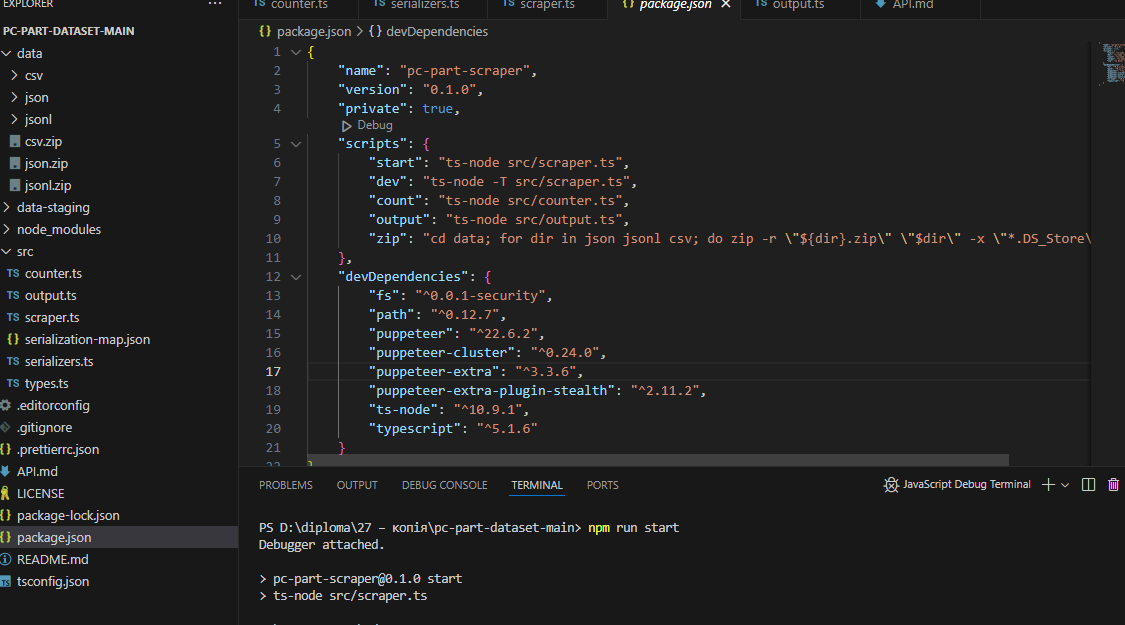 EXPLORER ...
PC-PART-DATASET-MAIN
data
csv
json
jsonl
csv.zip
json.zip
jsonl.zip
data-staging
node_modules
src
TS counter.ts
TS output.ts
TS scraper.ts
{} serialization-map.json
TS serializers.ts
TS types.ts
.editorconfig
.gitignore
{} .prettierrc.json
API.md
LICENSE
{} package-lock.json
{} package.json
README.md
TS tsconfig.json
TS counter.ts TS serializers.ts TS scraper.ts {} package.json × TS output.ts API.md
{} package.json > {} devDependencies
1 {
2 "name": "pc-part-scraper",
3 "version": "0.1.0",
4 "private": true,
Debug
5 "scripts": {
6 "start": "ts-node src/scraper.ts",
7 "dev": "ts-node -T src/scraper.ts",
8 "count": "ts-node src/counter.ts",
9 "output": "ts-node src/output.ts",
10 "zip": "cd data; for dir in json jsonl csv; do zip -r \"${dir}.zip\" \"$dir\" -x \"*.DS_Store\
11 },
12 "devDependencies": {
13 "fs": "^0.0.1-security",
14 "path": "^0.12.7",
15 "puppeteer": "^22.6.2",
16 "puppeteer-cluster": "^0.24.0",
17 "puppeteer-extra": "^3.3.6",
18 "puppeteer-extra-plugin-stealth": "^2.11.2",
19 "ts-node": "^10.9.1",
20 "typescript": "^5.1.6"
21 }
22 }
PROBLEMS OUTPUT DEBUG CONSOLE TERMINAL PORTS JavaScript Debug Terminal
PS D:\diploma\27 – копія\pc-part-dataset-main> npm run start
Debugger attached.
> pc-part-scraper@0.1.0 start
> ts-node src/scraper.ts